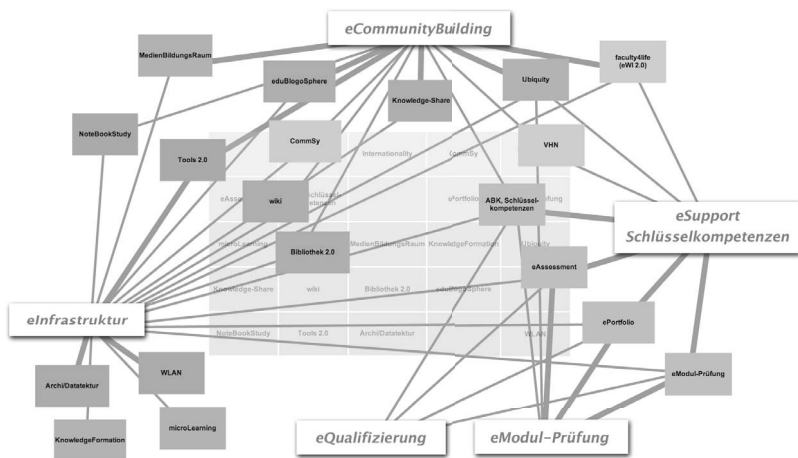 eCommunityBuilding
MedienBildungsRaum
faculty4life
(eWI 2.0)
eduBlogoSphere
Ubiquity
Knowledge-Share
NoteBookStudy
CommSy
VHN
Tools 2.0
Internationality
CommSy
wiki
ePortfolio
ABK, Schlüssel-
kompetenzen
eSupport
Schlüsselkompetenzen
microLearning
Bibliothek 2.0
MedienBildungsRaum
KnowledgeFormation
Ubiquity
eAssessment
Knowledge-Share
wiki
Bibliothek 2.0
eduBlogoSphere
eInfrastruktur
ePortfolio
NoteBookStudy
Tools 2.0
Archi/Datatektur
WLAN
Archi/Datatektur
WLAN
eModul-Prüfung
microLearning
KnowledgeFormation
eQualifizierung
eModul-Prüfung